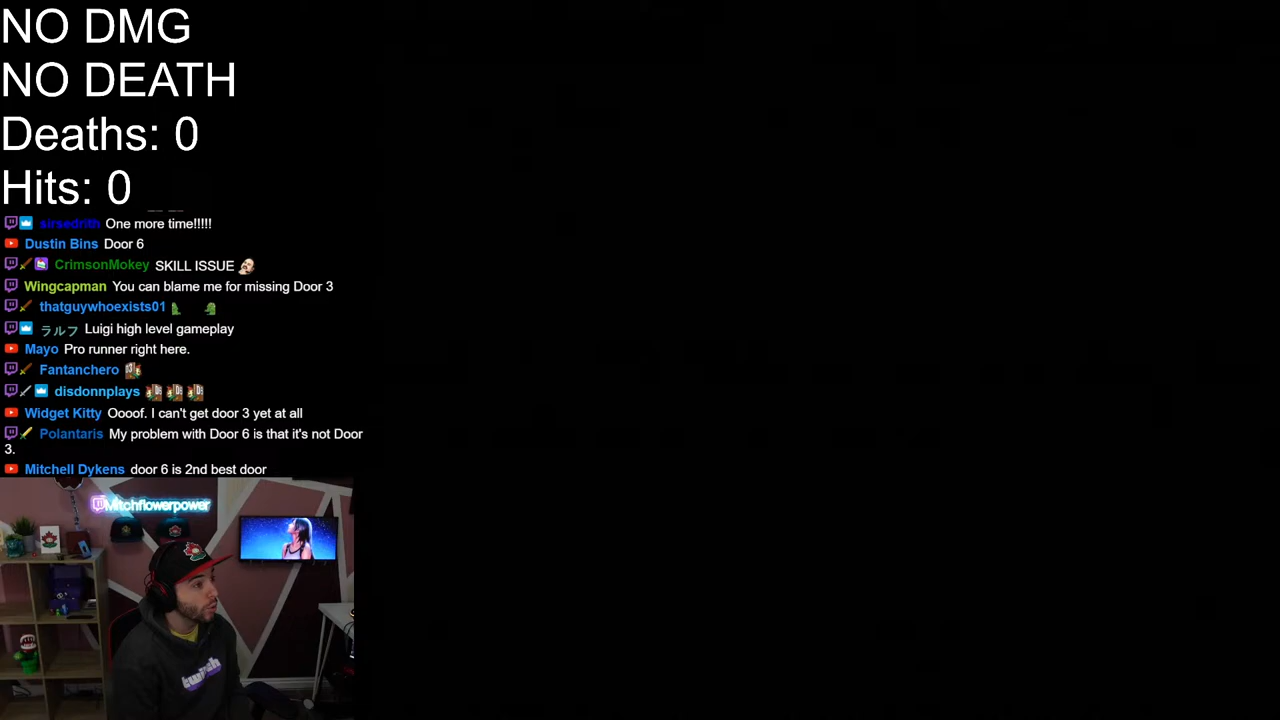 NO DMG
NO DEATH
Deaths: 0
Hits: 0
sirsedrith One more time!!!!!
Dustin Bins Door 6
CrimsonMokey SKILL ISSUE
Wingcapman You can blame me for missing Door 3
thatguywhoexists01
ラルフ Luigi high level gameplay
Mayo Pro runner right here.
Fantanchero
disdonnplays
Widget Kitty Oooof. I can't get door 3 yet at all
Polantaris My problem with Door 6 is that it's not Door
3.
Mitchell Dykens door 6 is 2nd best door
Mitchflowerpower
twitch